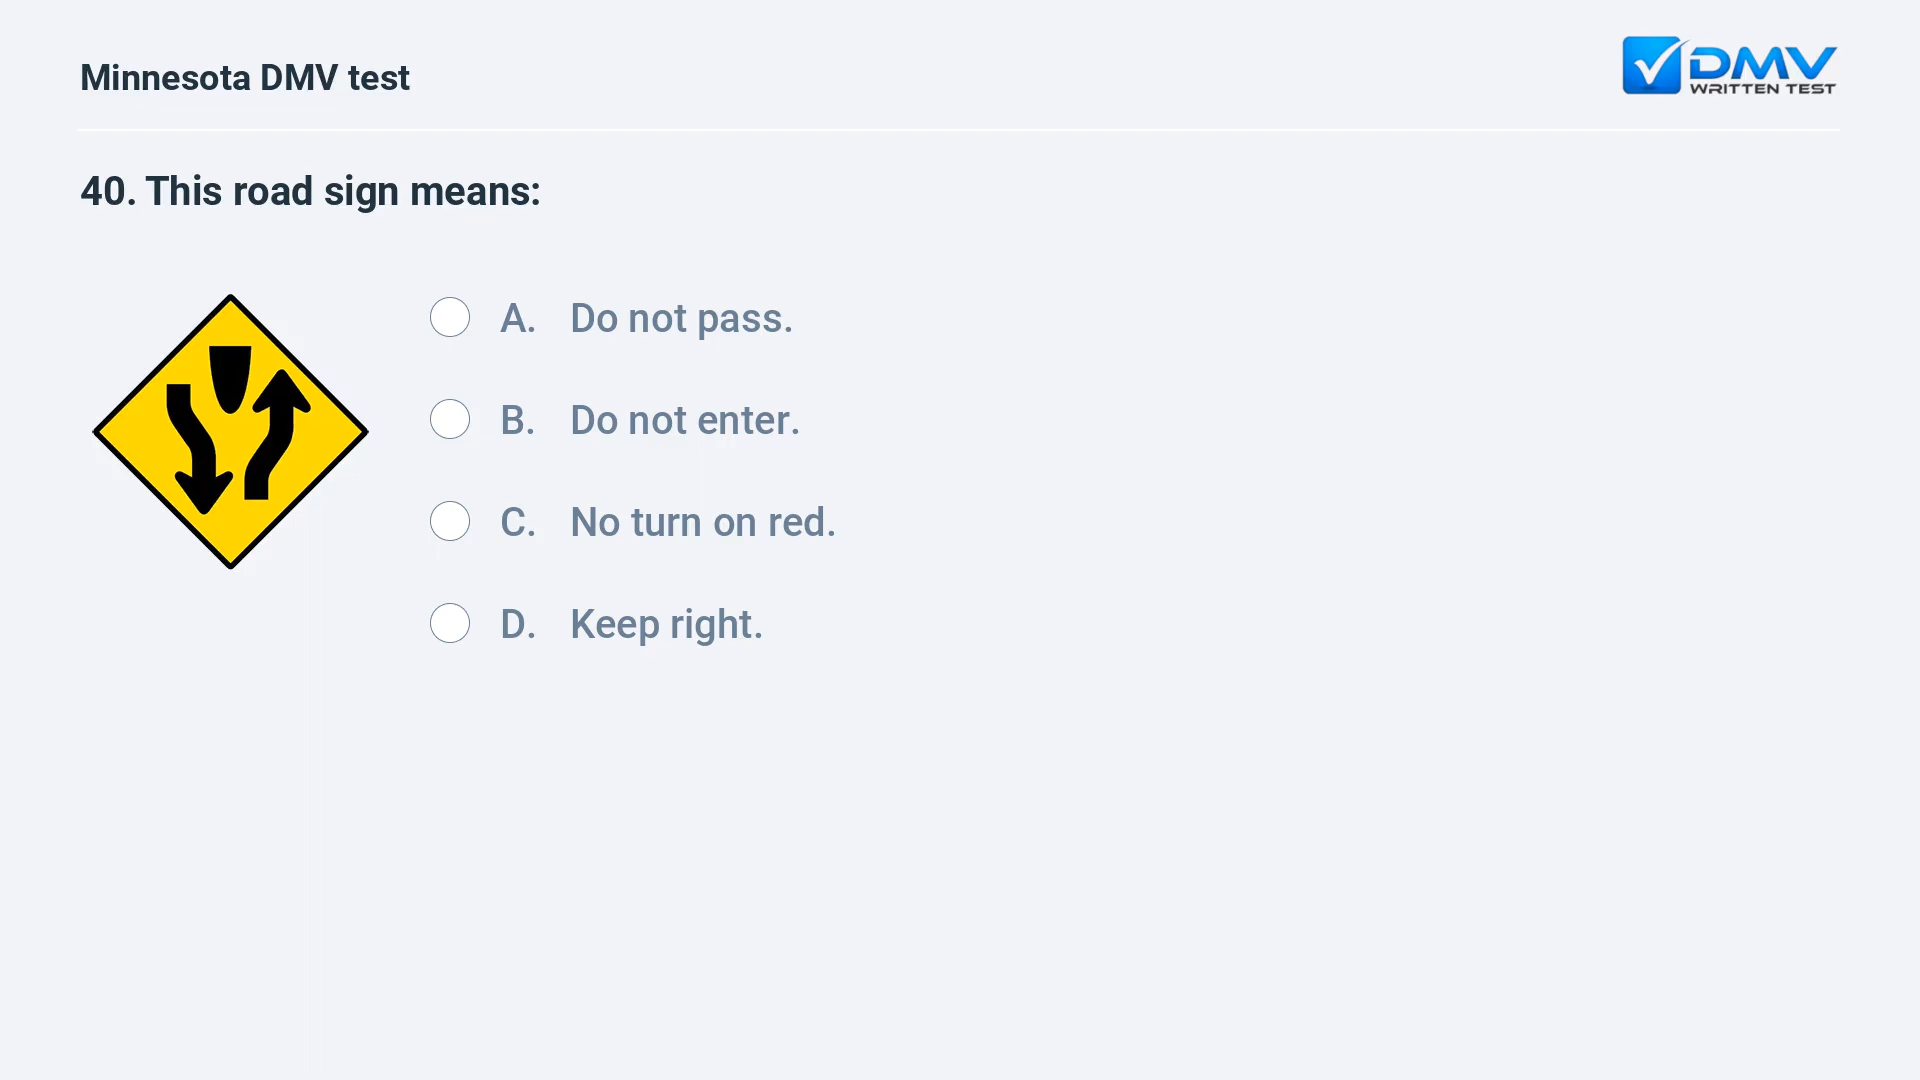 Minnesota DMV test
DMV
WRITTEN TEST
40. This road sign means:
A. Do not pass.
B. Do not enter.
C. No turn on red.
D. Keep right.